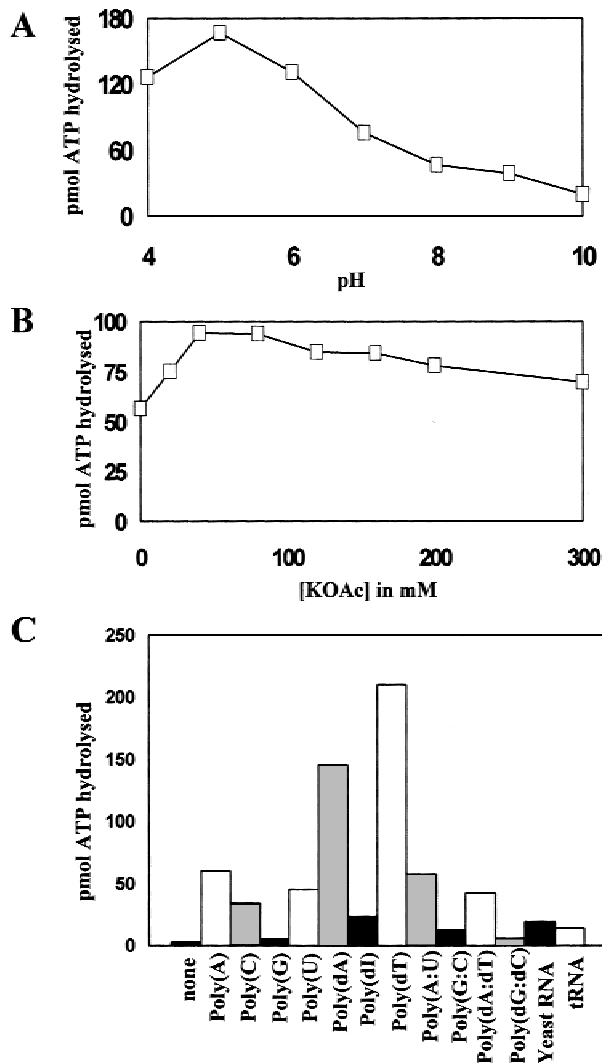 A
pmol ATP hydrolysed
180
120
60
0
4 6 8 10
pH
B
pmol ATP hydrolysed
100
75
50
25
0
0 100 200 300
[KOAc] in mM
C
pmol ATP hydrolysed
250
200
150
100
50
0
none
Poly(A)
Poly(C)
Poly(G)
Poly(U)
Poly(dA)
Poly(dI)
Poly(dT)
Poly(A:U)
Poly(G:C)
Poly(dA:dT)
Poly(dG:dC)
Yeast RNA
tRNA